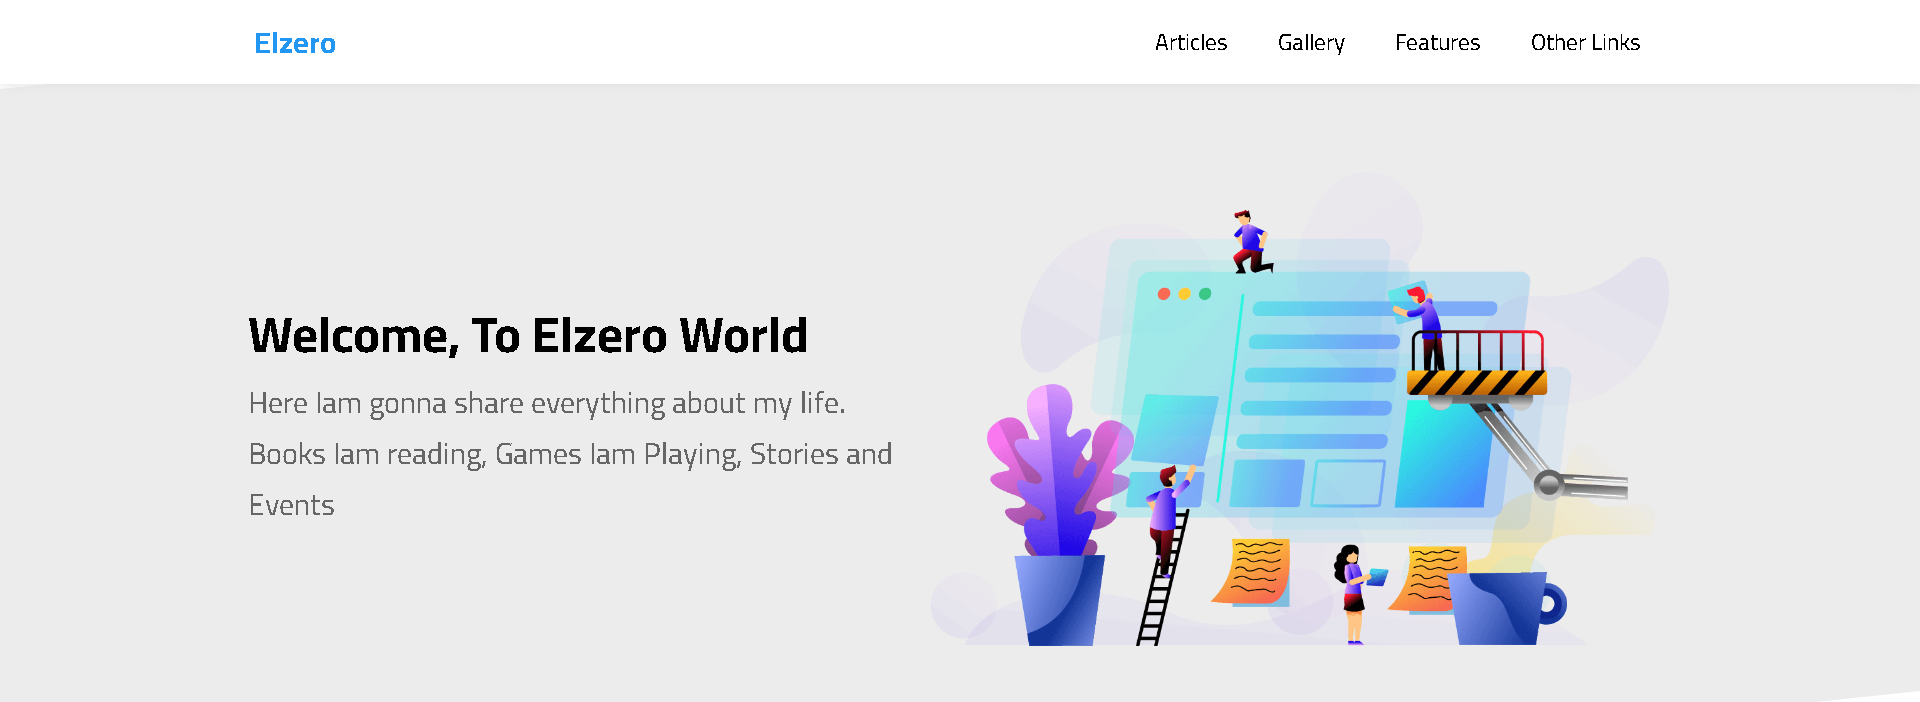 Elzero
Articles
Gallery
Features
Other Links
Welcome, To Elzero World
Here Iam gonna share everything about my life.
Books Iam reading, Games Iam Playing, Stories and
Events